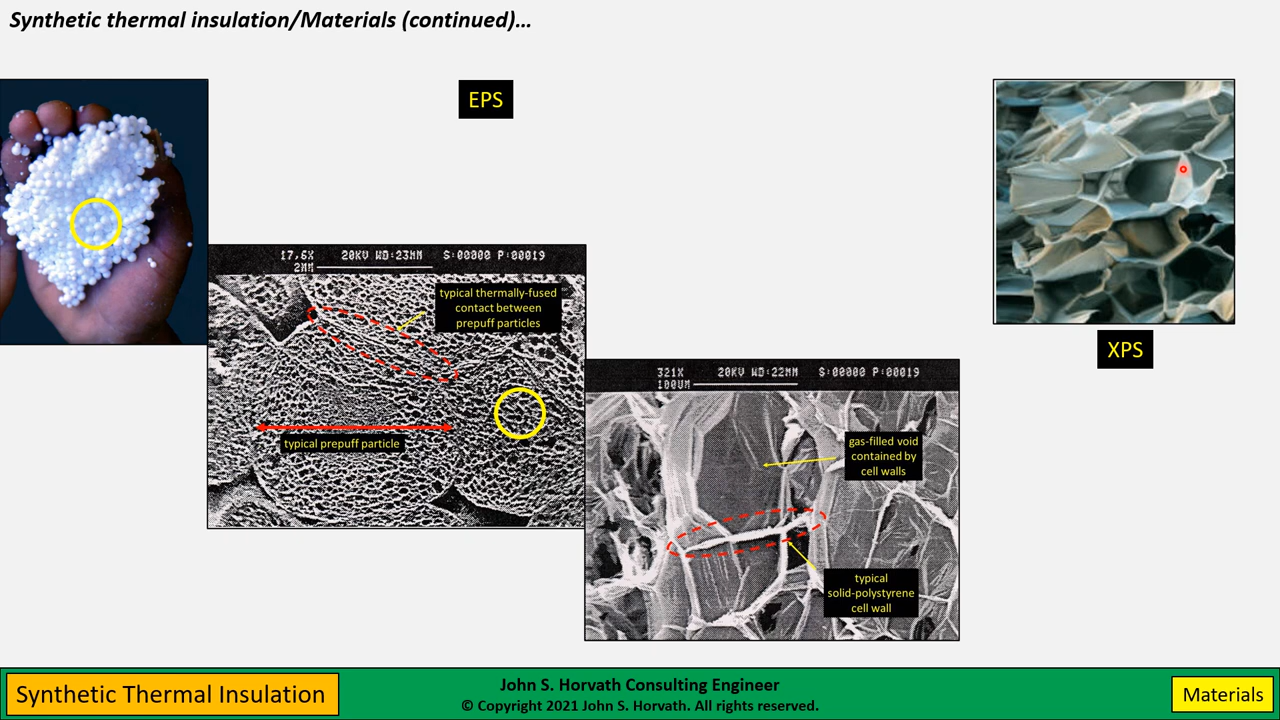 Synthetic thermal insulation/Materials (continued)…
EPS
17.6X 20KV WD:23MM S:00000 P:00019
2MM
typical thermally-fused
contact between
prepuff particles
typical prepuff particle
321X 20KV WD:22MM S:00000 P:00019
100UM
gas-filled void
contained by
cell walls
typical
solid-polystyrene
cell wall
XPS
Synthetic Thermal Insulation
John S. Horvath Consulting Engineer
© Copyright 2021 John S. Horvath. All rights reserved.
Materials